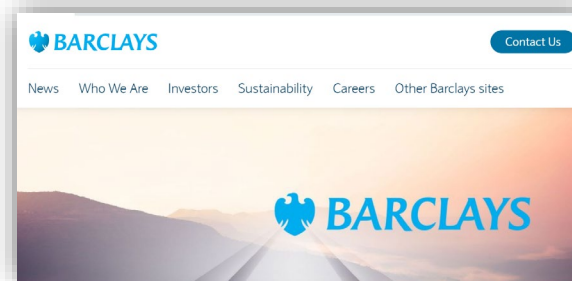 BARCLAYS
Contact Us
News Who We Are Investors Sustainability Careers Other Barclays sites
BARCLAYS